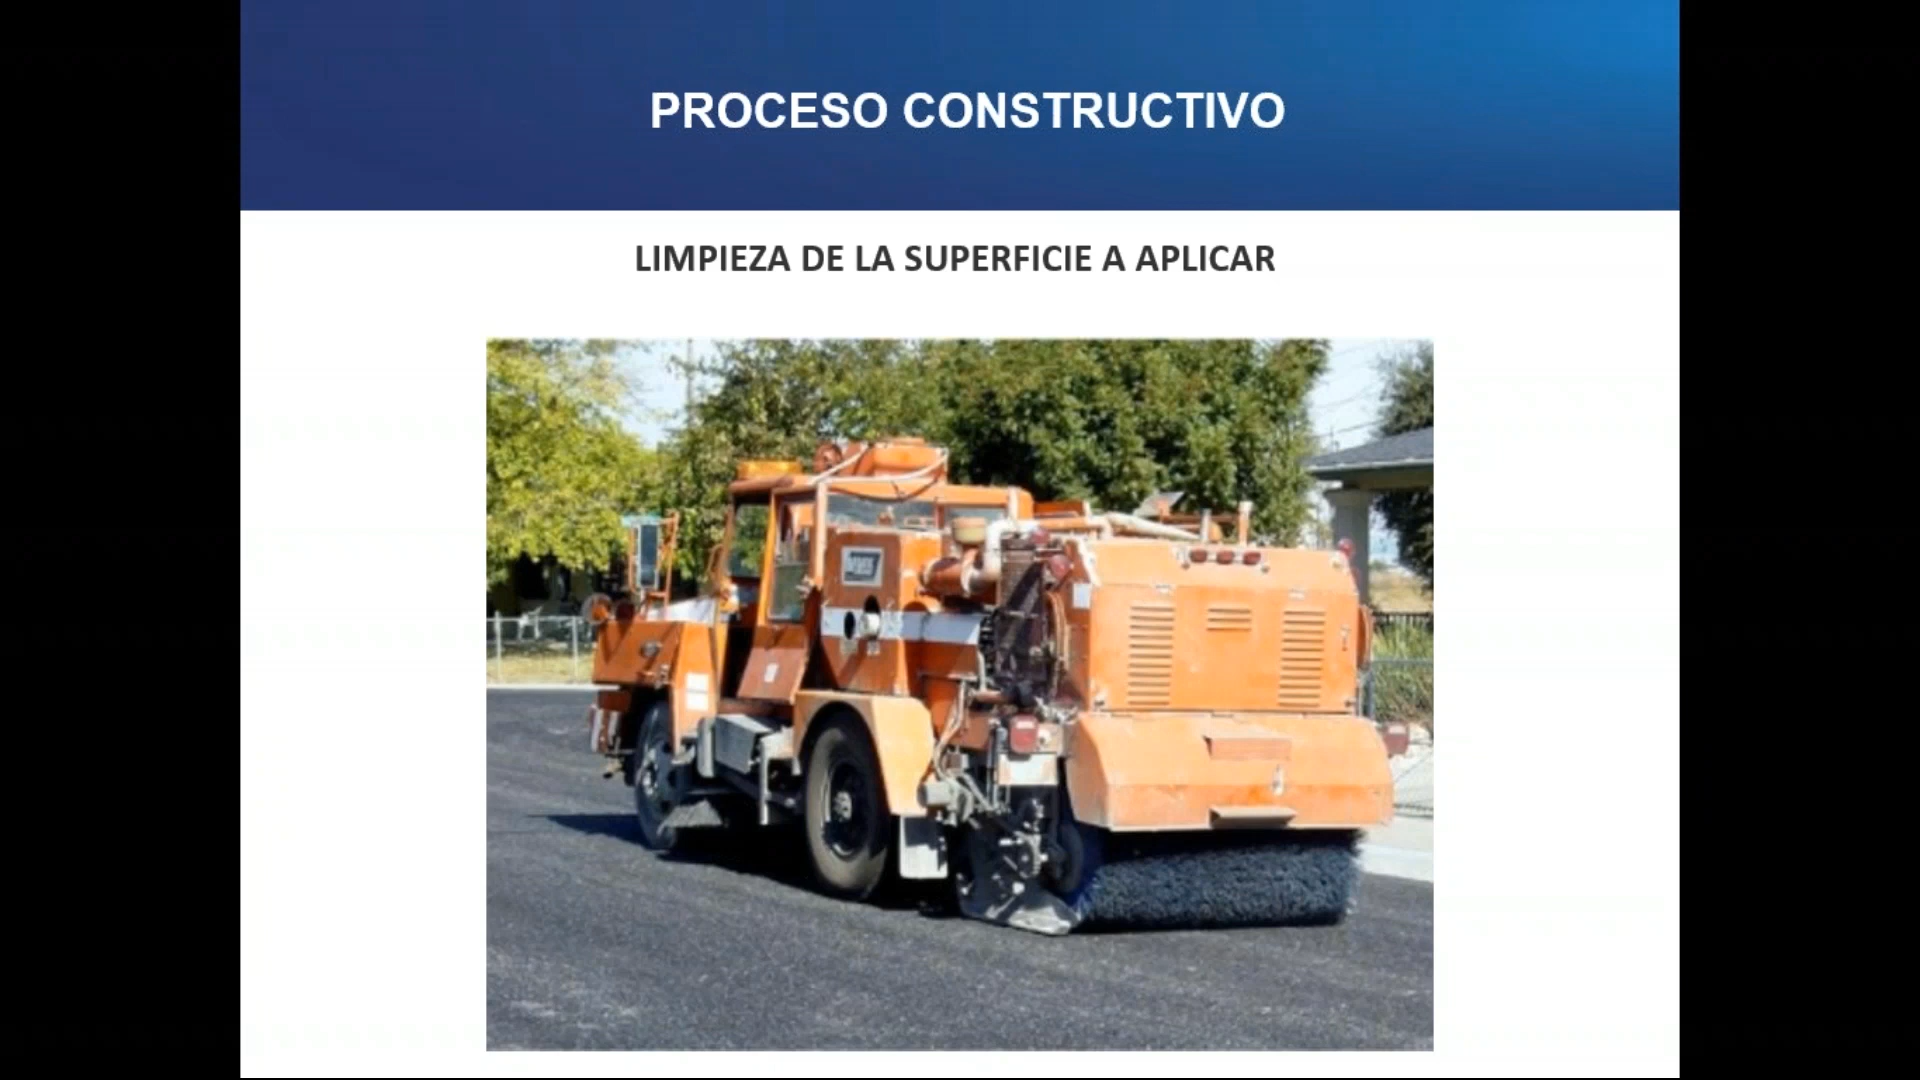 PROCESO CONSTRUCTIVO
LIMPIEZA DE LA SUPERFICIE A APLICAR